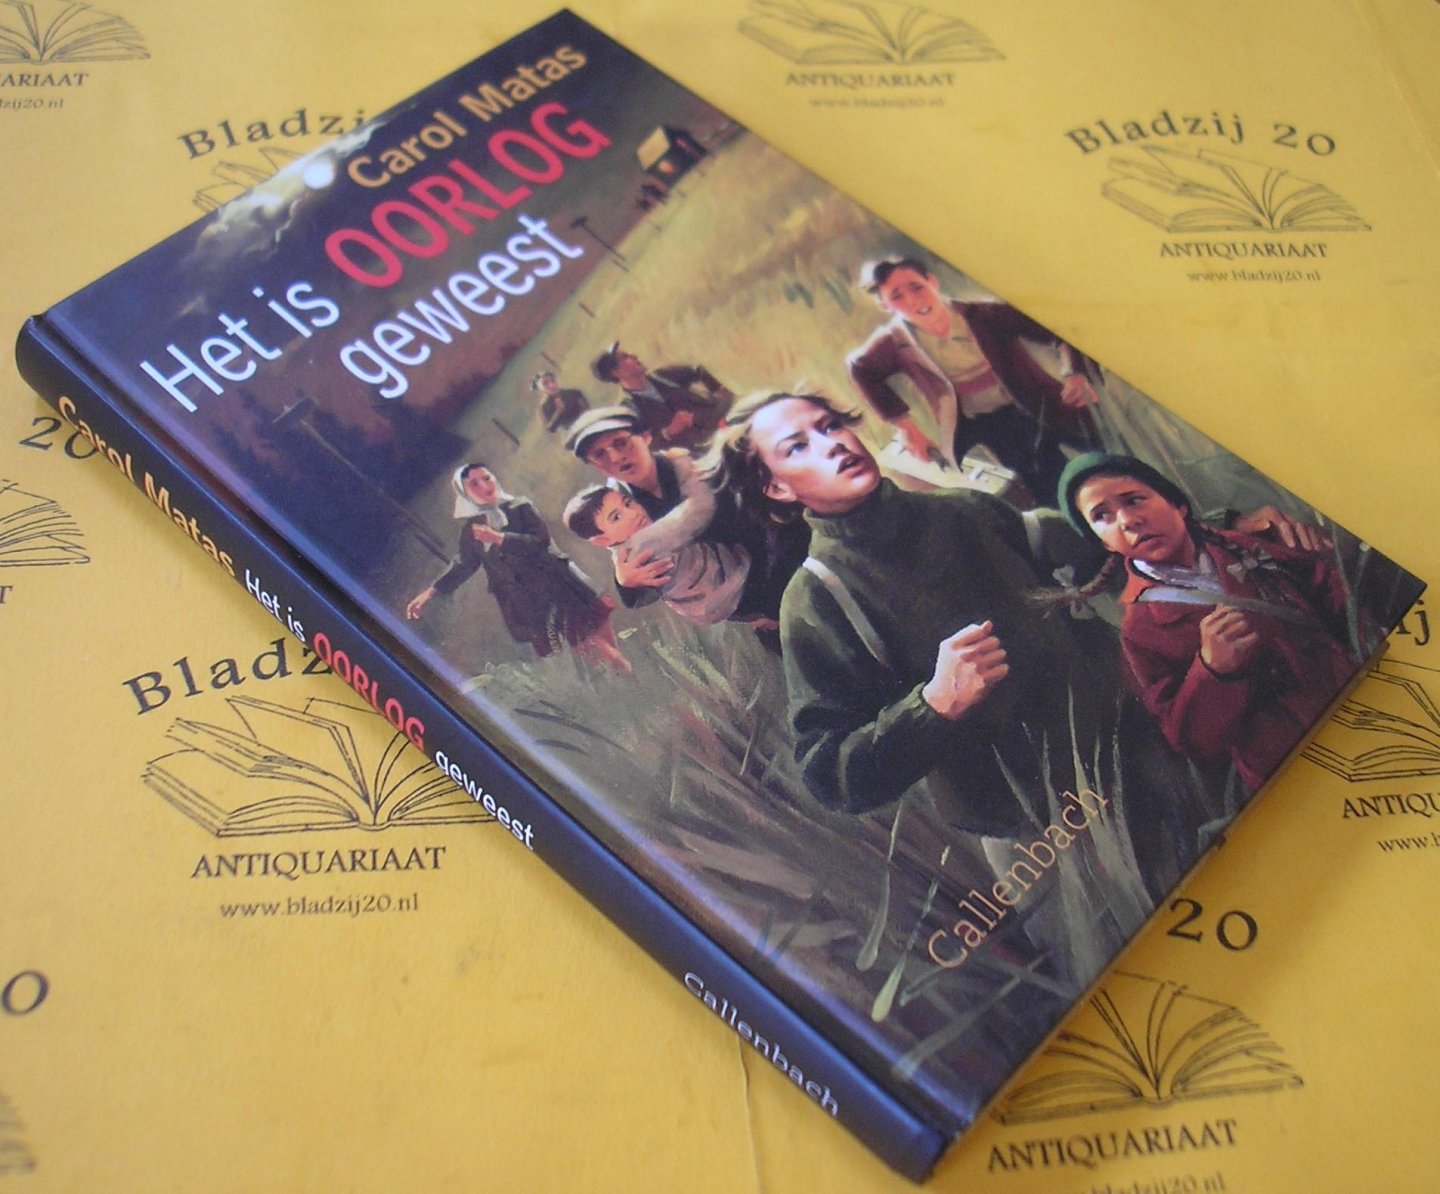 Carol Matas
Het is OORLOG
geweest
Callenbach
Carol Matas Het is OORLOG geweest Callenbach
ANTIQUARIAAT
www.bladzij20.nl
Bladzij 20
ANTIQUARIAAT
www.bladzij20.nl
ANTIQUARIAAT
www.bladzij20.nl
20
20
ANTIQUARIAAT